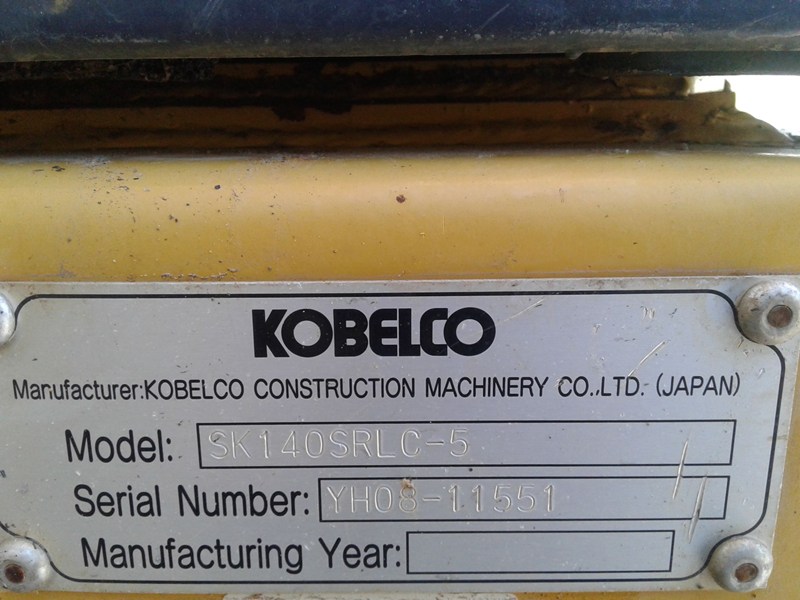 KOBELCO
Manufacturer:KOBELCO CONSTRUCTION MACHINERY CO.,LTD. (JAPAN)
Model: SK140SRLC-5
Serial Number: YH08-11551
Manufacturing Year: